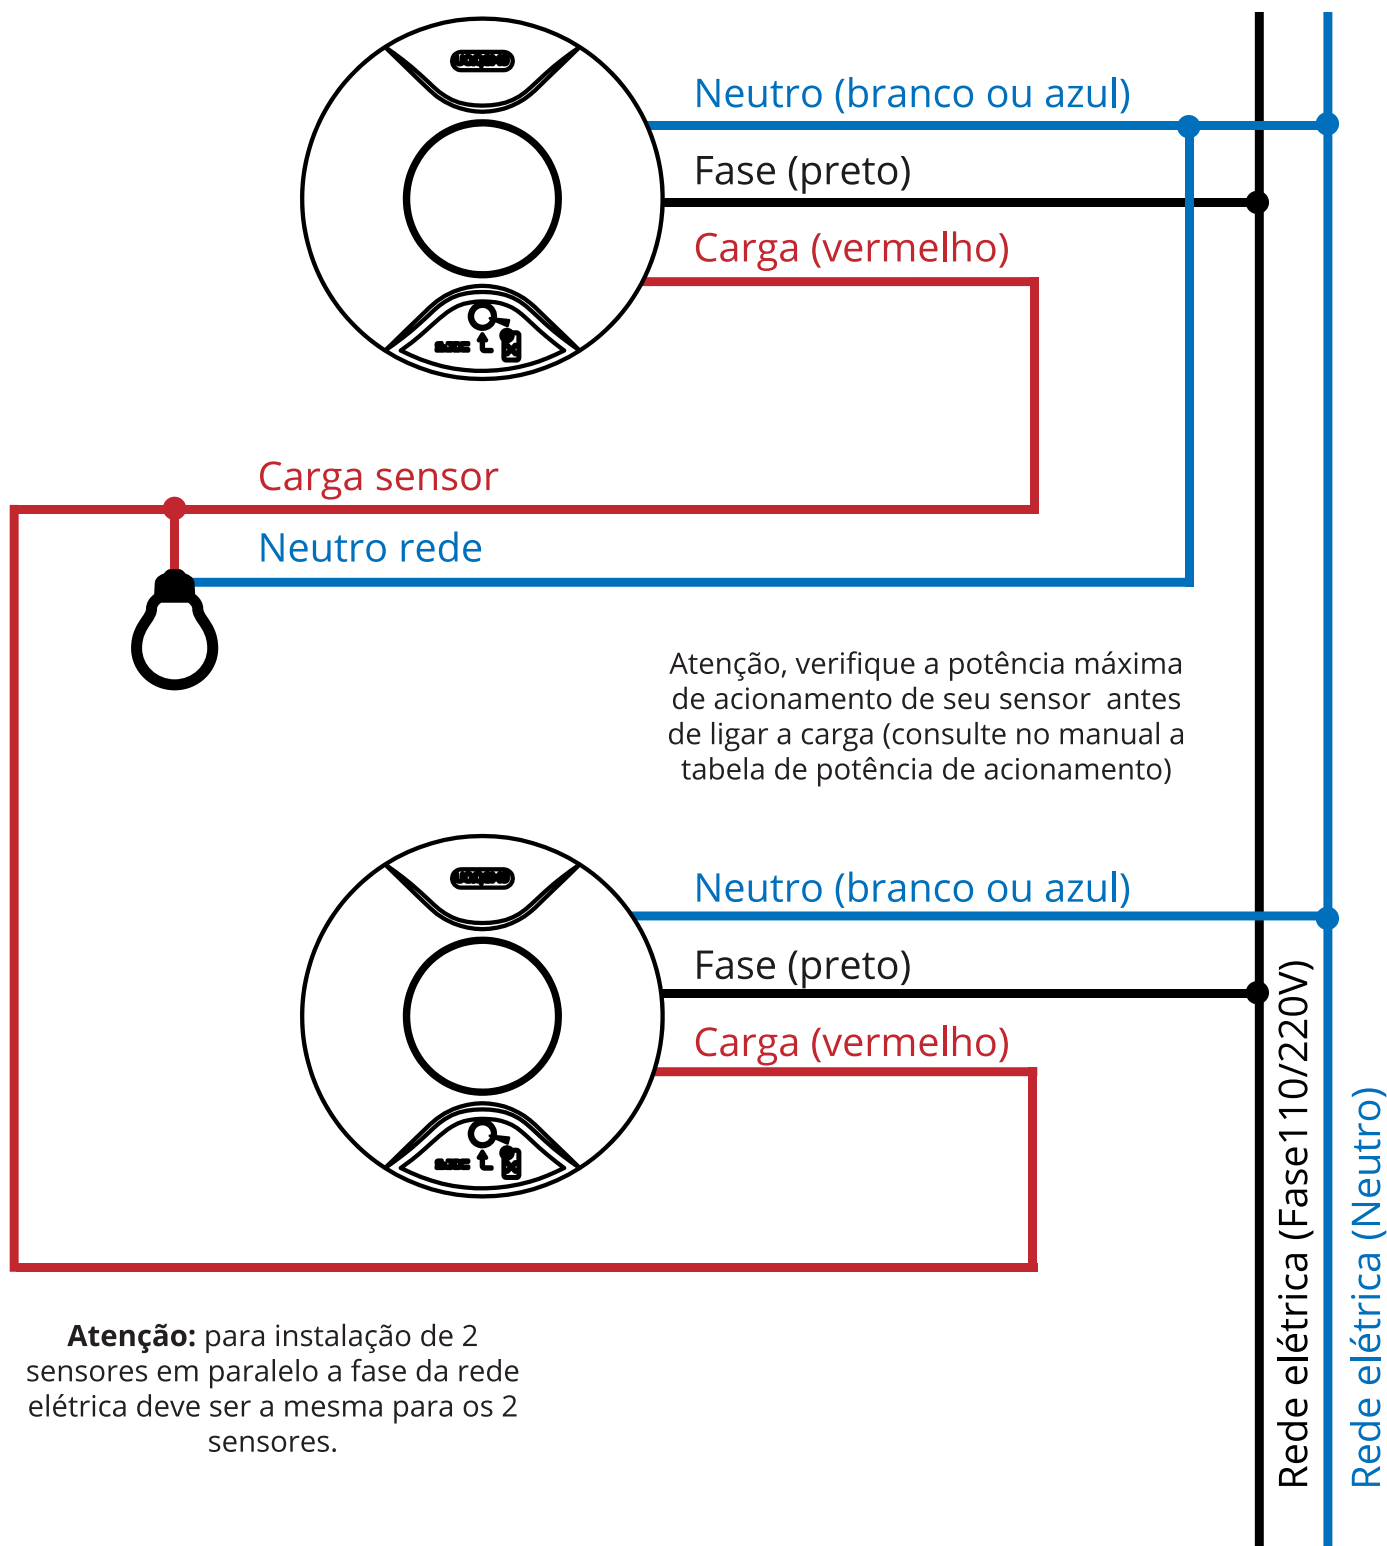 Neutro (branco ou azul)
Fase (preto)
Carga (vermelho)
Carga sensor
Neutro rede
Atenção, verifique a potência máxima
de acionamento de seu sensor antes
de ligar a carga (consulte no manual a
tabela de potência de acionamento)
Neutro (branco ou azul)
Fase (preto)
Carga (vermelho)
Rede elétrica (Fase110/220V)
Rede elétrica (Neutro)
Atenção: para instalação de 2
sensores em paralelo a fase da rede
elétrica deve ser a mesma para os 2
sensores.